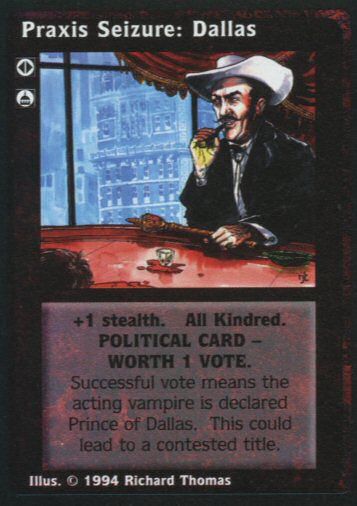 Praxis Seizure: Dallas
+1 stealth. All Kindred.
POLITICAL CARD –
WORTH 1 VOTE.
Successful vote means the
acting vampire is declared
Prince of Dallas. This could
lead to a contested title.
Illus. © 1994 Richard Thomas